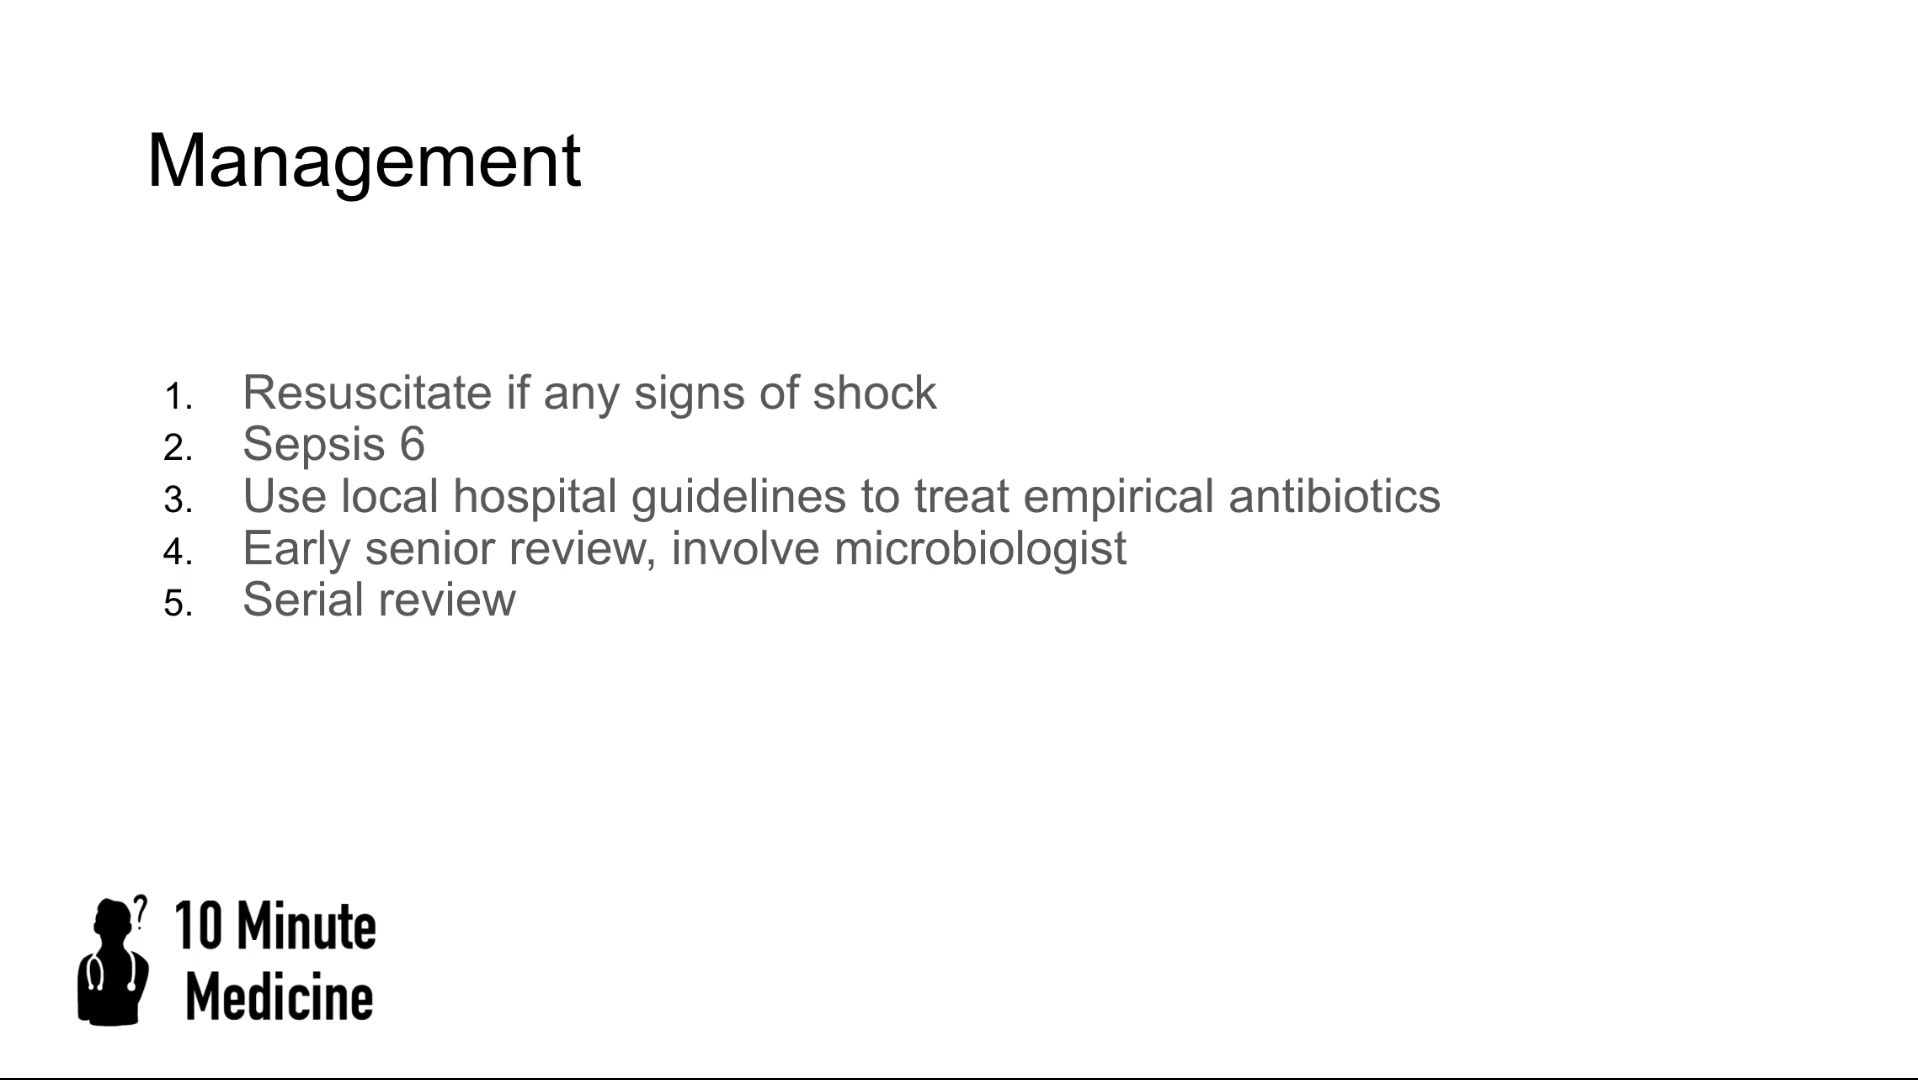 Management
1. Resuscitate if any signs of shock
2. Sepsis 6
3. Use local hospital guidelines to treat empirical antibiotics
4. Early senior review, involve microbiologist
5. Serial review
?
10 Minute
Medicine